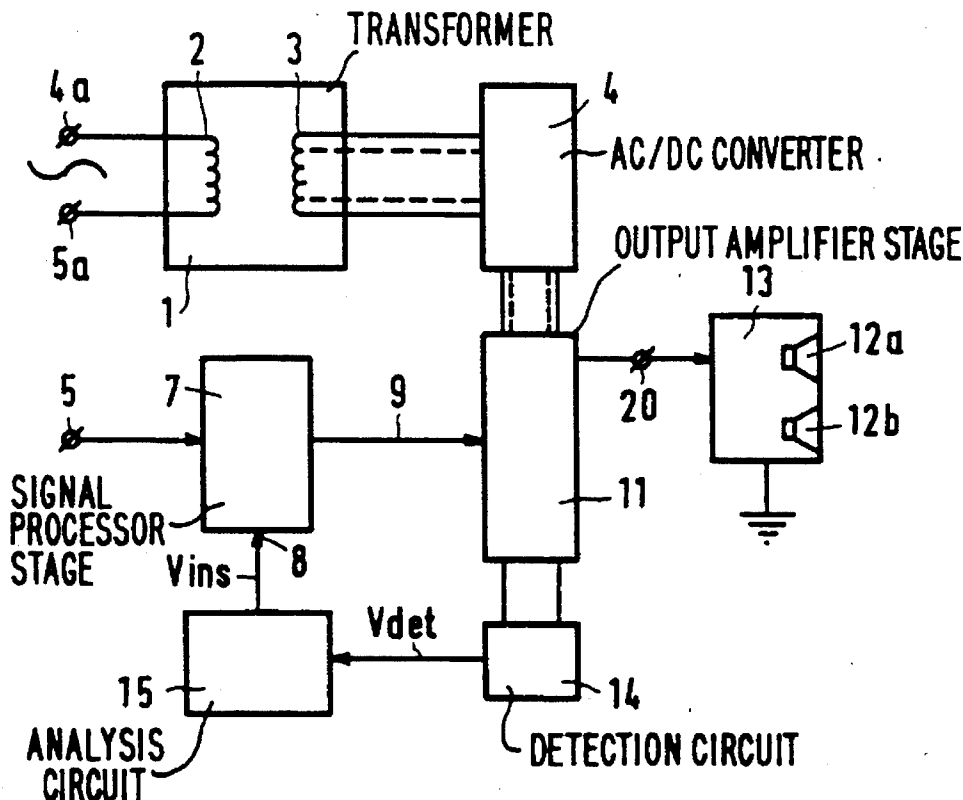 TRANSFORMER
2
3
4a
4
AC/DC CONVERTER
5a
1
OUTPUT AMPLIFIER STAGE
13
12a
5
7
9
20
12b
SIGNAL
PROCESSOR
STAGE
11
8
Vins
Vdet
15
14
ANALYSIS
CIRCUIT
DETECTION CIRCUIT